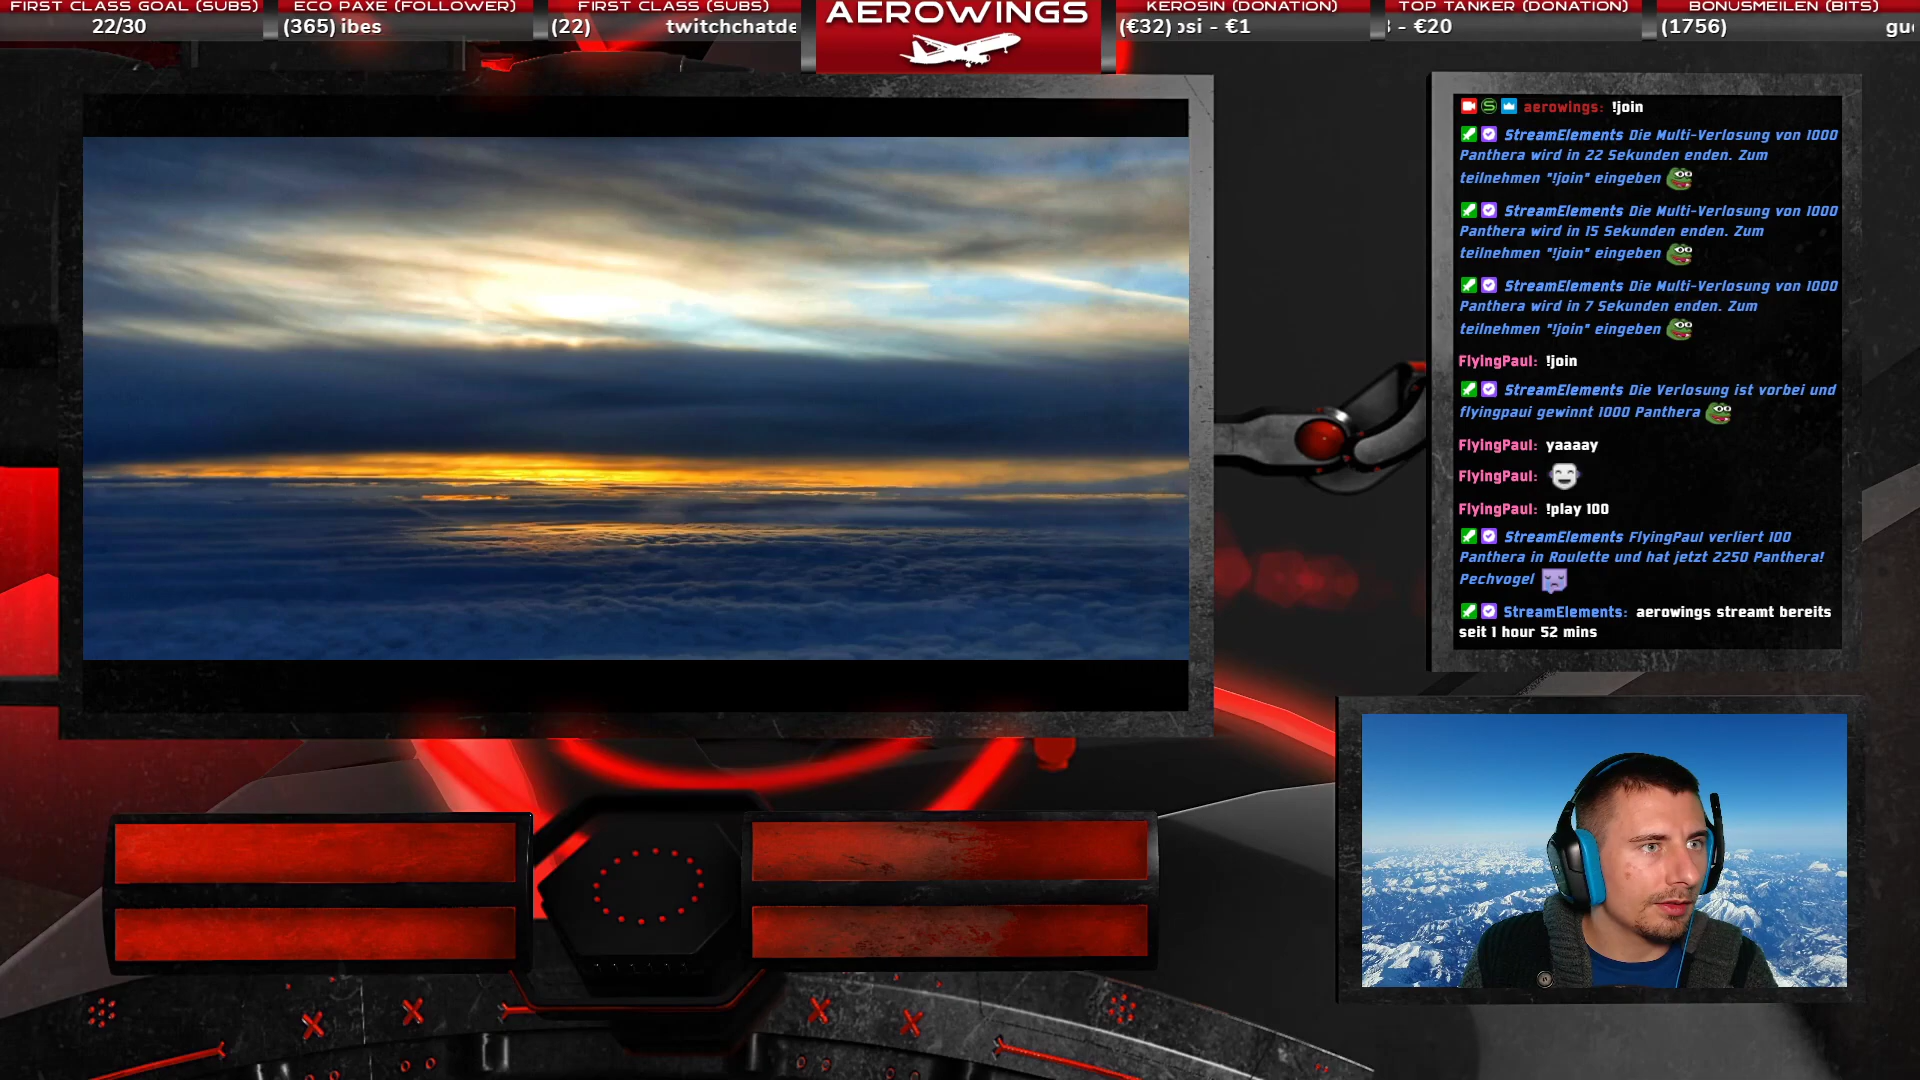 FIRST CLASS GOAL (SUBS)
22/30
ECO PAXE (FOLLOWER)
(365) ibes
FIRST CLASS (SUBS)
(22) twitchchatde
AEROWINGS
KEROSIN (DONATION)
(€32) osi - €1
TOP TANKER (DONATION)
- €20
BONUSMEILEN (BITS)
(1756) gu
aerowings: !join
StreamElements Die Multi-Verlosung von 1000
Panthera wird in 22 Sekunden enden. Zum
teilnehmen "!join" eingeben
StreamElements Die Multi-Verlosung von 1000
Panthera wird in 15 Sekunden enden. Zum
teilnehmen "!join" eingeben
StreamElements Die Multi-Verlosung von 1000
Panthera wird in 7 Sekunden enden. Zum
teilnehmen "!join" eingeben
FlyingPaul: !join
StreamElements Die Verlosung ist vorbei und
flyingpaul gewinnt 1000 Panthera
FlyingPaul: yaaaay
FlyingPaul:
FlyingPaul: !play 100
StreamElements FlyingPaul verliert 100
Panthera in Roulette und hat jetzt 2250 Panthera!
Pechvogel
StreamElements: aerowings streamt bereits
seit 1 hour 52 mins